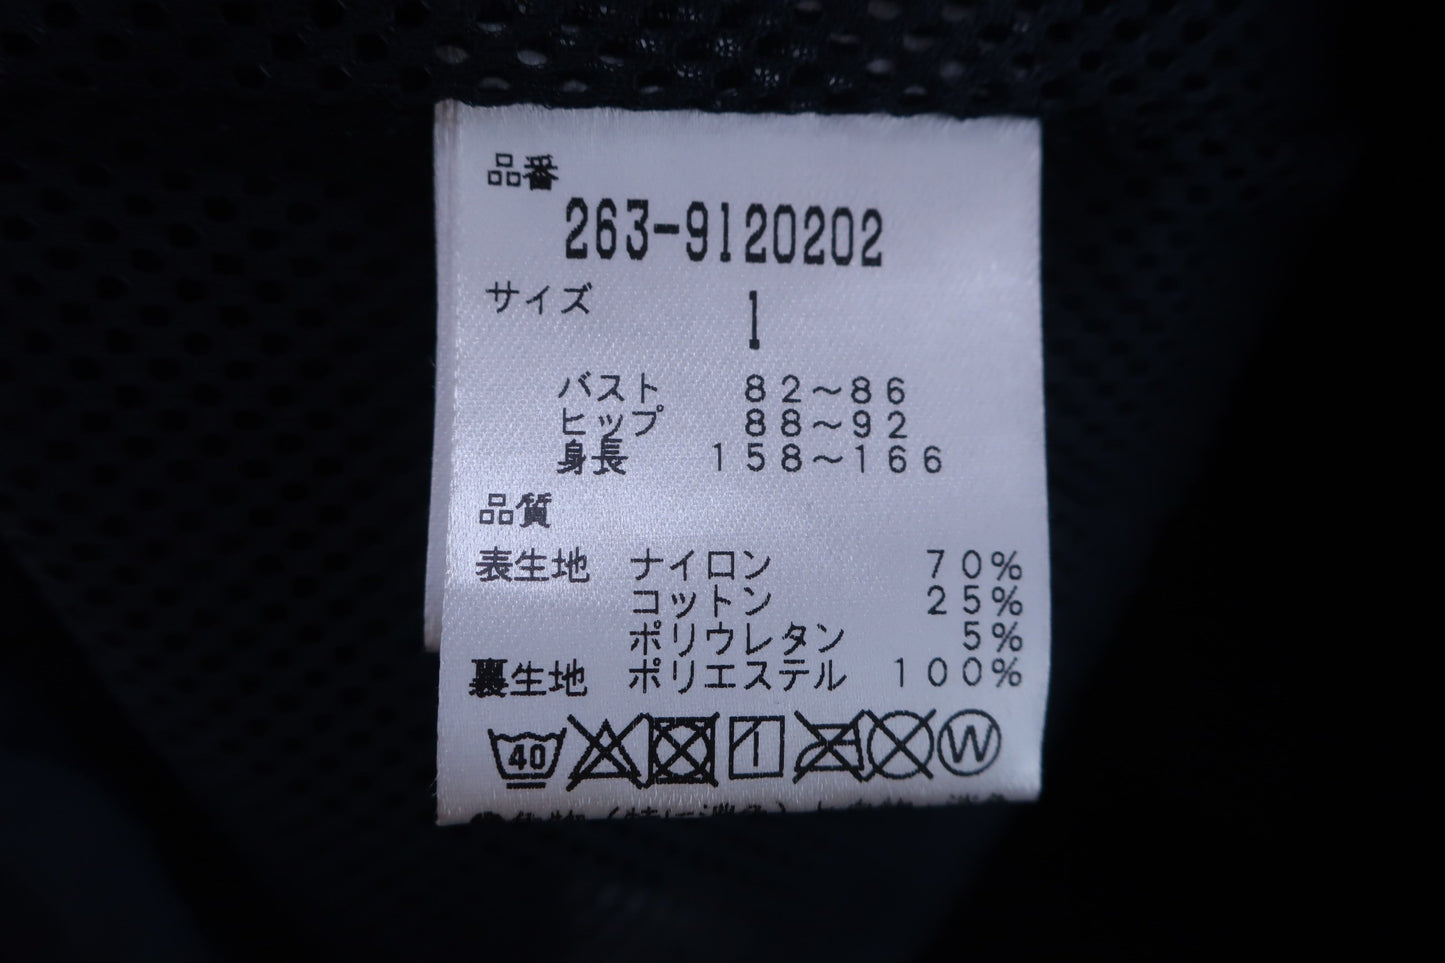 品番
263-9120202
サイズ 1
バスト 82〜86
ヒップ 88〜92
身長 158〜166
品質
表生地 ナイロン 70%
コットン 25%
ポリウレタン 5%
裏生地 ポリエステル 100%
40 W